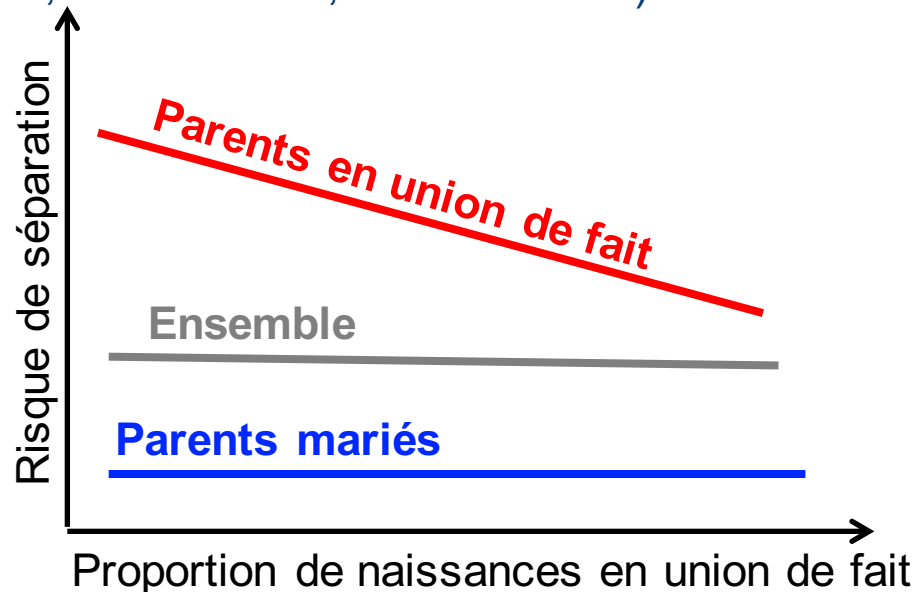 Risque de séparation
Parents en union de fait
Ensemble
Parents mariés
Proportion de naissances en union de fait